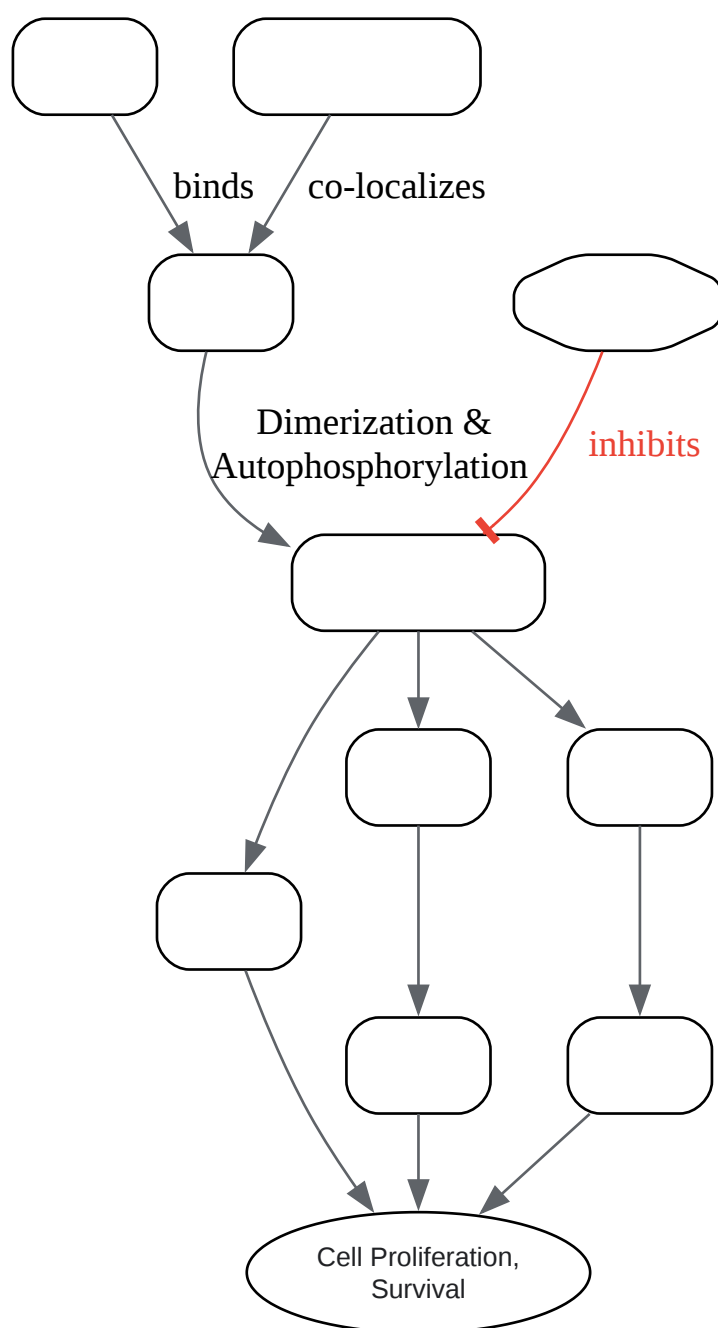 binds
co-localizes
Dimerization &
Autophosphorylation
inhibits
Cell Proliferation,
Survival